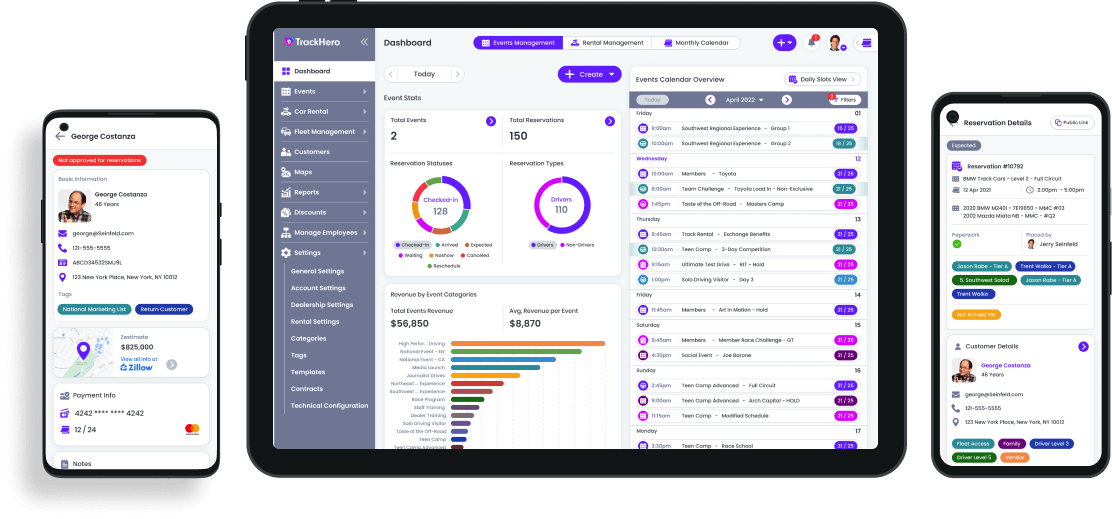 George Costanza
Not approved for reservations
Basic Information
George Costanza
46 Years
george@Seinfeld.com
121-555-5555
ABCD34532SMJ9L
123 New York Place, New York, NY 10012
Tags
National Marketing List
Return Customer
Zestimate
$825,000
View all info at
Zillow
Payment Info
4242 **** **** 4242
12 / 24
Notes
TrackHero
Dashboard
Events
Car Rental
Fleet Management
Customers
Maps
Reports
Discounts
Manage Employees
Settings
General Settings
Account Settings
Dealership Settings
Rental Settings
Categories
Tags
Templates
Contracts
Technical Configuration
Dashboard
Events Management
Rental Management
Monthly Calendar
Today
Create
Event Stats
Total Events
2
Total Reservations
150
Reservation Statuses
Checked-in
128
Checked-In Arrived Expected
Waiting Noshow Canceled
Reschedule
Reservation Types
Drivers
110
Drivers Non-Drivers
Revenue by Event Categories
Total Events Revenue
$56,850
Avg. Revenue per Event
$8,870
High Perfor... Driving
National Event - NY
National Event - CA
Media Launch
Journalist Drives
Northeast ... Experience
Southwest ... Experience
Race Program
Staff Training
Dealer Training
Solo Driving Visitor
Taste of the Off-Road
Teen Camp
Teen Camp Advanced
Events Calendar Overview
Daily Slots View
Today
April 2022
Filters
Friday 01
8:00am Southwest Regional Experience - Group 1 15 / 25
10:00am Southwest Regional Experience - Group 2 18 / 25
Wednesday 12
10:00am Members - Toyota 21 / 25
8:00am Team Challenge - Toyota Load In - Non-Exclusive 21 / 25
1:45pm Taste of the Off-Road - Masters Camp 21 / 25
Thursday 13
8:45am Track Rental - Exchange Benefits 21 / 25
10:30am Teen Camp - 3-Day Competition 21 / 25
9:15am Ultimate Test Drive - RIT - Hold 21 / 25
1:00pm Solo Driving Visitor - Day 3 21 / 25
Friday 14
11:45am Members - Art In Motion - Hold 21 / 25
Saturday 15
9:45am Members - Member Race Challenge - GT 21 / 25
4:30pm Social Event - Joe Barone 21 / 25
Sunday 16
3:45pm Teen Camp Advanced - Full Circuit 21 / 25
9:00am Teen Camp Advanced - Arch Capital - HOLD 21 / 25
11:15am Teen Camp - Modified Schedule 21 / 25
Monday 17
3:30pm Teen Camp - Race School 21 / 25
Reservation Details
Public Link
Expected
Reservation #10792
BMW Track Cars - Level 2 - Full Circuit
12 Apr 2021 2:00pm - 5:00pm
2020 BMW M240i - 7E19850 - MMC #03
2002 Mazda Miata NB - MMC - #Q2
Paperwork
Placed by
Jerry Seinfeld
Jason Rabe - Tier A
Trent Walko - Tier A
5. Southwest Salad
Jason Rabe - Tier A
Trent Walko
Not Arrived Yet
Customer Details
George Costanza
46 Years
george@Seinfeld.com
121-555-5555
123 New York Place, New York, NY 10012
Fleet Access
Family
Driver Level 3
Driver Level 5
Vendor